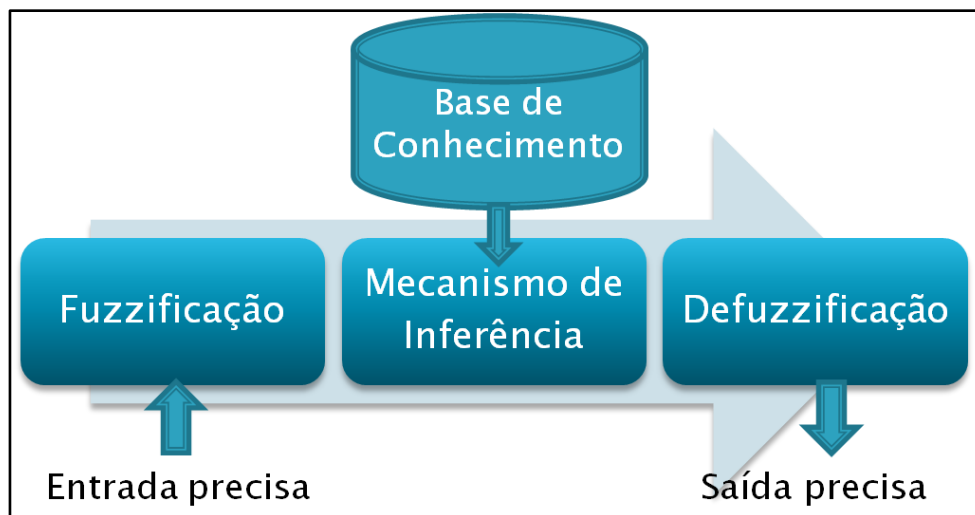 Base de
Conhecimento
Fuzzificação
Mecanismo de
Inferência
Defuzzificação
Entrada precisa
Saída precisa